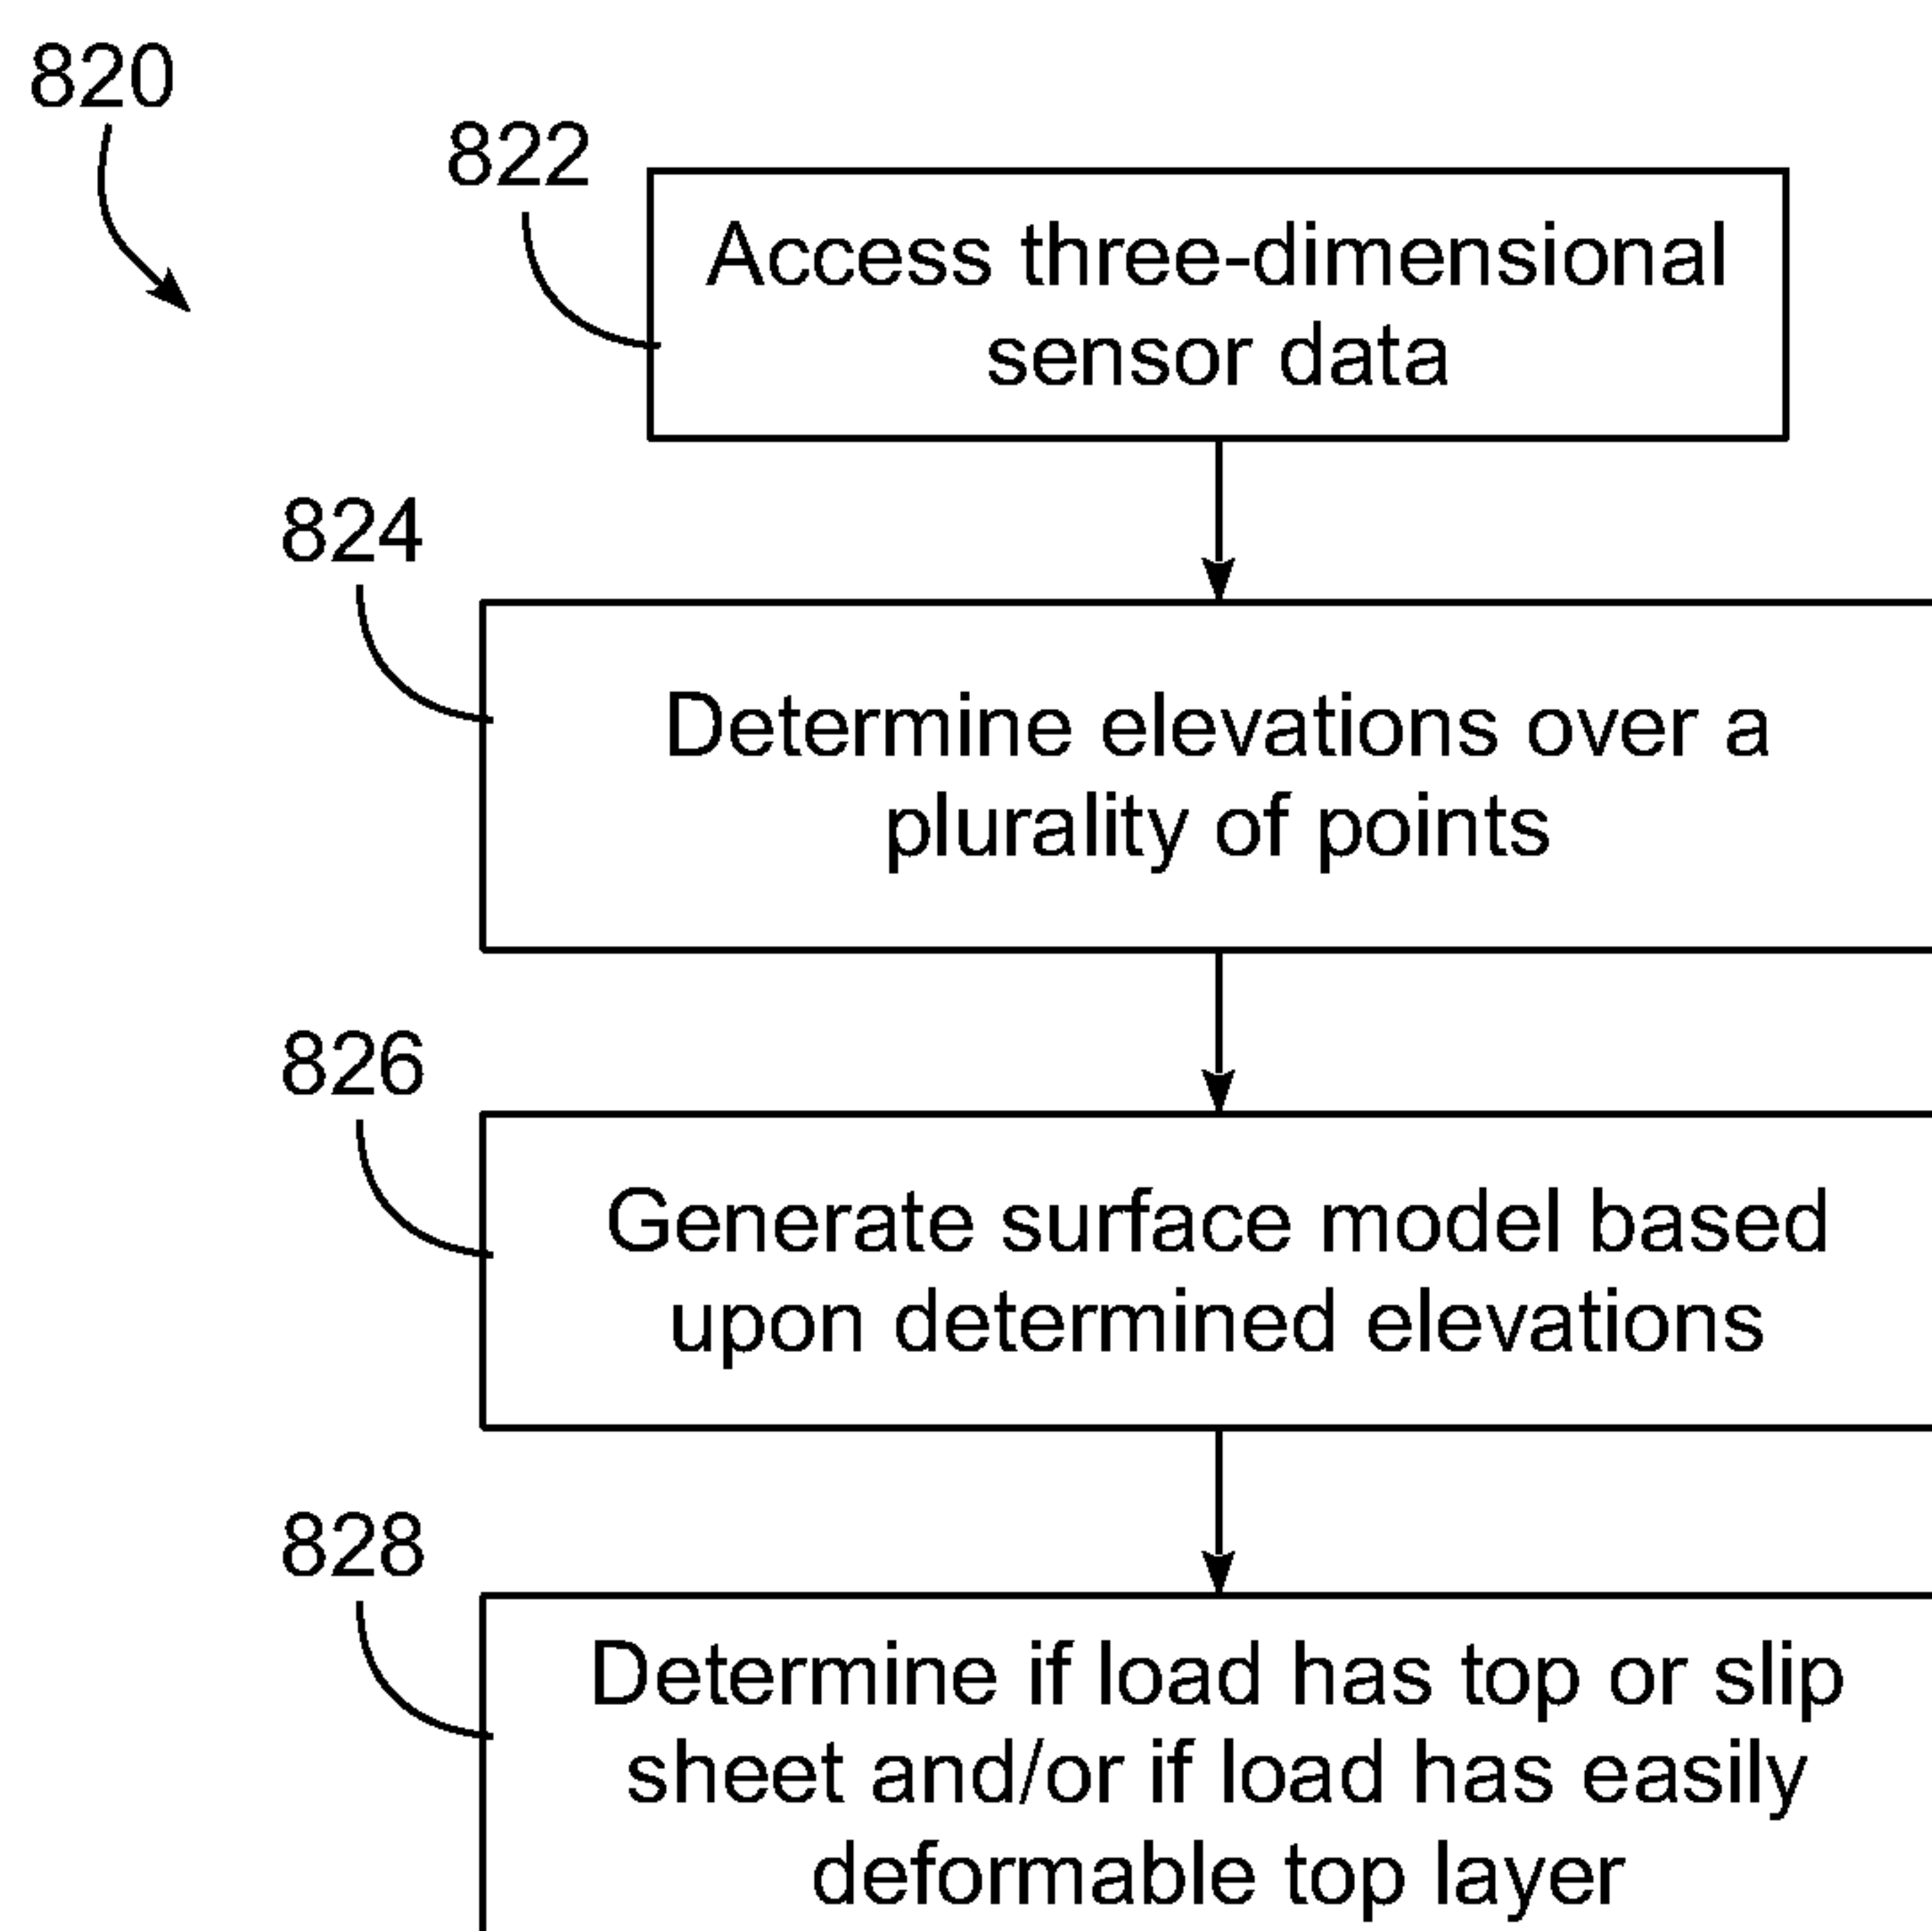 820
822
Access three-dimensional
sensor data
824
Determine elevations over a
plurality of points
826
Generate surface model based
upon determined elevations
828
Determine if load has top or slip
sheet and/or if load has easily
deformable top layer